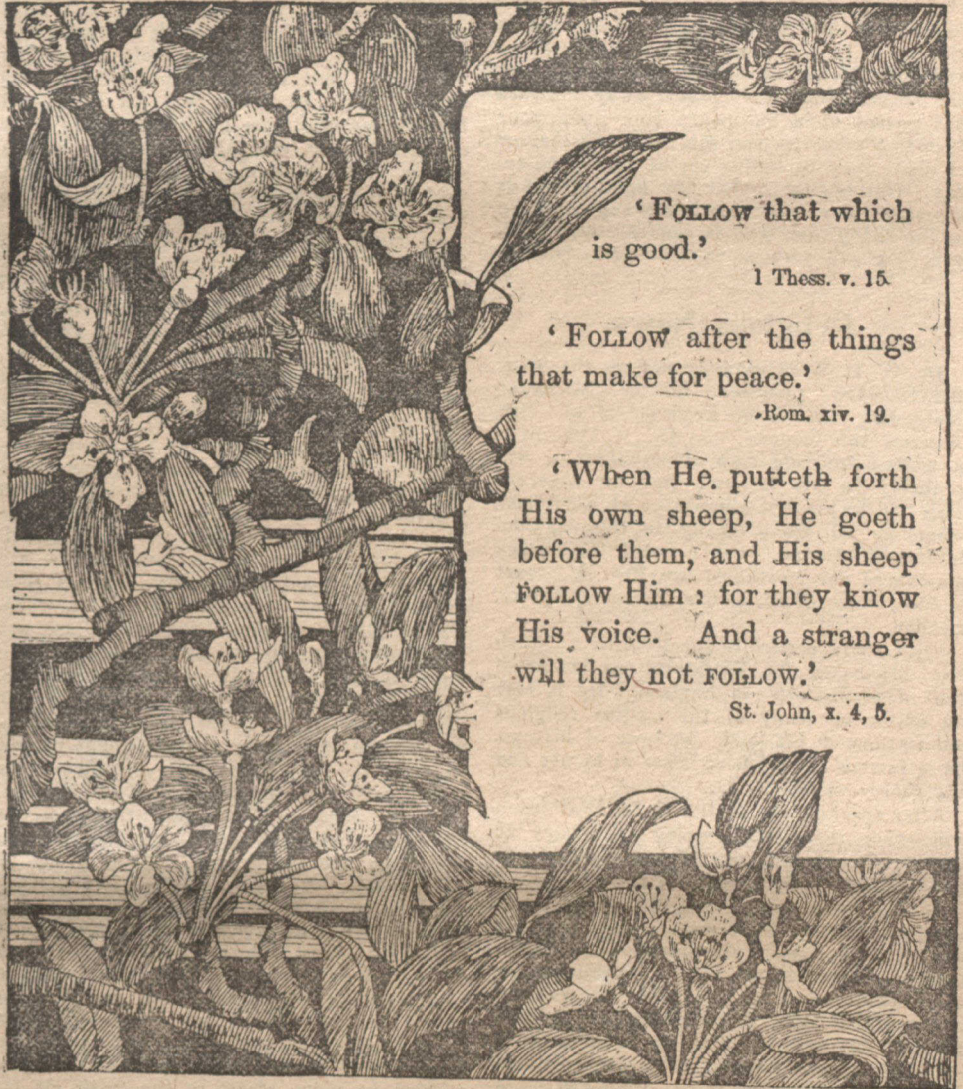 ‘FOLLOW that which
is good.’
1 Thess. v. 15.
‘FOLLOW after the things
that make for peace.’
Rom. xiv. 19.
‘When He putteth forth
His own sheep, He goeth
before them, and His sheep
FOLLOW Him; for they know
His voice. And a stranger
will they not FOLLOW.’
St. John, x. 4, 5.